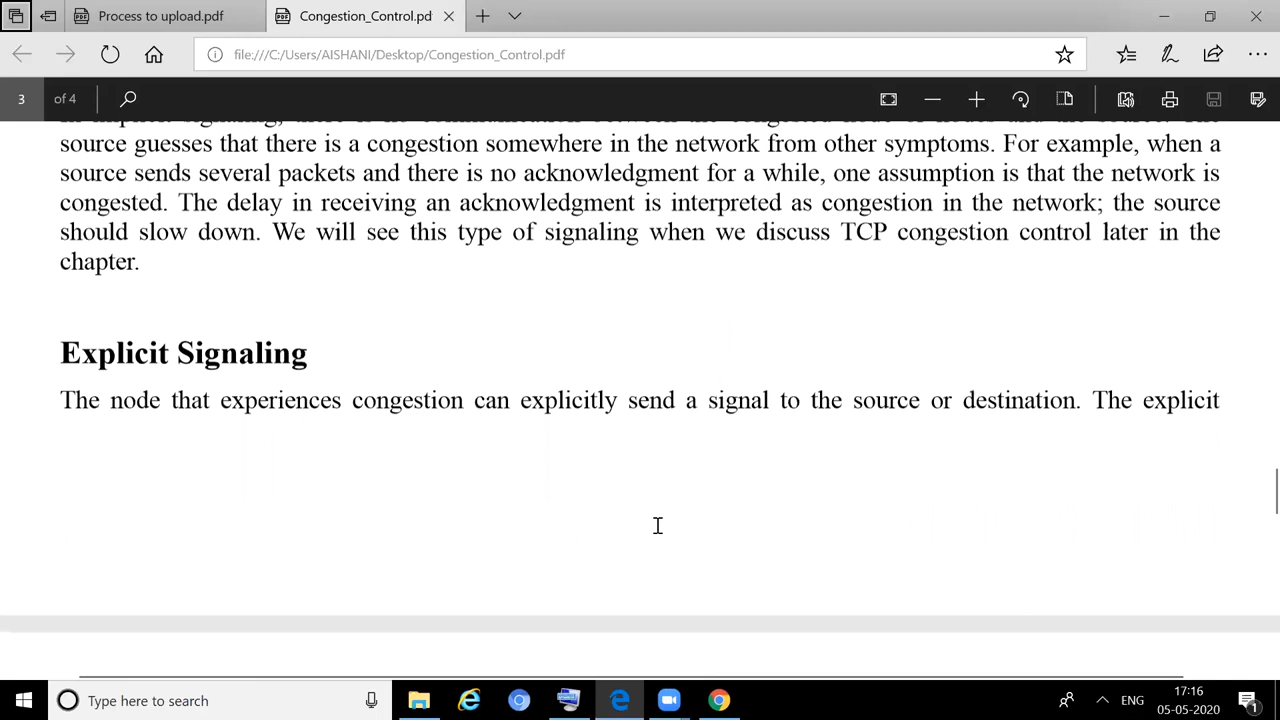 Process to upload.pdf
Congestion_Control.pd
file:///C:/Users/AISHANI/Desktop/Congestion_Control.pdf
3 of 4
source guesses that there is a congestion somewhere in the network from other symptoms. For example, when a
source sends several packets and there is no acknowledgment for a while, one assumption is that the network is
congested. The delay in receiving an acknowledgment is interpreted as congestion in the network; the source
should slow down. We will see this type of signaling when we discuss TCP congestion control later in the
chapter.
Explicit Signaling
The node that experiences congestion can explicitly send a signal to the source or destination. The explicit
Type here to search
ENG
17:16
05-05-2020
1